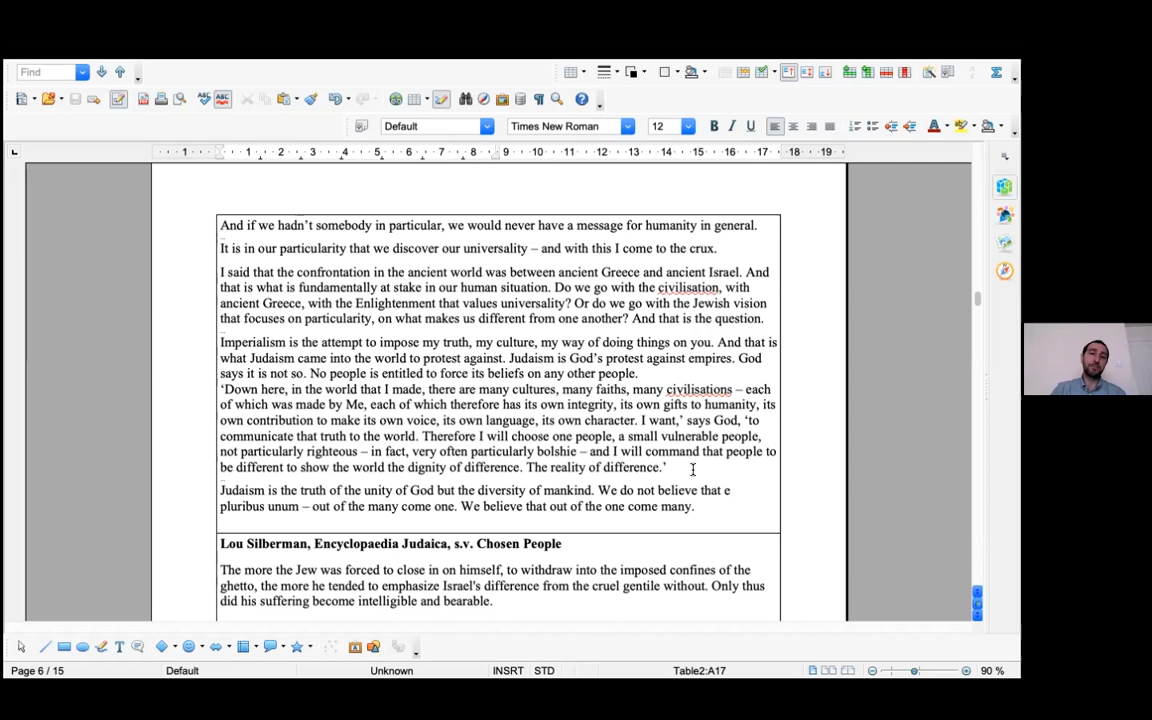 Find
Default
Times New Roman
12
B I U
1 1 2 3 4 5 6 7 8 9 10 11 12 13 14 15 16 17 18 19
And if we hadn't somebody in particular, we would never have a message for humanity in general.
It is in our particularity that we discover our universality – and with this I come to the crux.
I said that the confrontation in the ancient world was between ancient Greece and ancient Israel. And
that is what is fundamentally at stake in our human situation. Do we go with the civilisation, with
ancient Greece, with the Enlightenment that values universality? Or do we go with the Jewish vision
that focuses on particularity, on what makes us different from one another? And that is the question.
Imperialism is the attempt to impose my truth, my culture, my way of doing things on you. And that is
what Judaism came into the world to protest against. Judaism is God's protest against empires. God
says it is not so. No people is entitled to force its beliefs on any other people.
'Down here, in the world that I made, there are many cultures, many faiths, many civilisations – each
of which was made by Me, each of which therefore has its own integrity, its own gifts to humanity, its
own contribution to make its own voice, its own language, its own character. I want,' says God, 'to
communicate that truth to the world. Therefore I will choose one people, a small vulnerable people,
not particularly righteous – in fact, very often particularly bolshie – and I will command that people to
be different to show the world the dignity of difference. The reality of difference.'
Judaism is the truth of the unity of God but the diversity of mankind. We do not believe that e
pluribus unum – out of the many come one. We believe that out of the one come many.
Lou Silberman, Encyclopaedia Judaica, s.v. Chosen People
The more the Jew was forced to close in on himself, to withdraw into the imposed confines of the
ghetto, the more he tended to emphasize Israel's difference from the cruel gentile without. Only thus
did his suffering become intelligible and bearable.
Page 6 / 15
Default
Unknown
INSRT
STD
Table2:A17
90 %